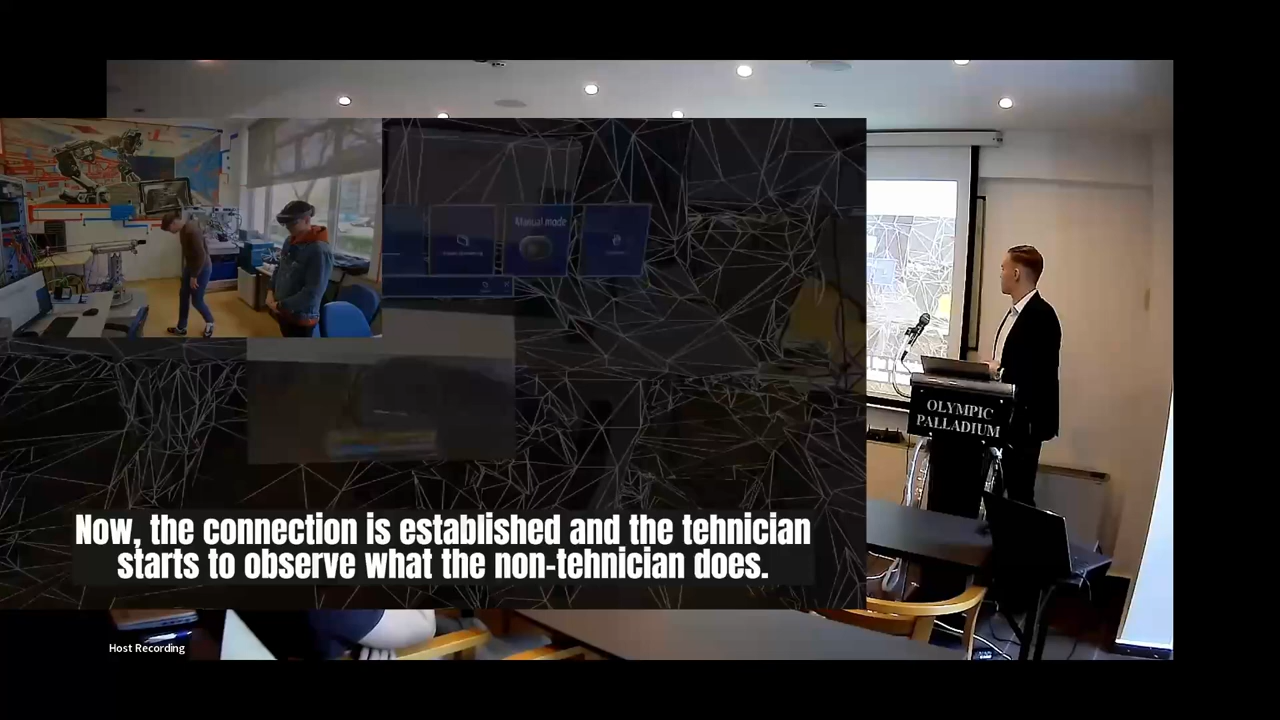 Manual mode
OLYMPIC
PALLADIUM
Now, the connection is established and the tehnician
starts to observe what the non-tehnician does.
Host Recording